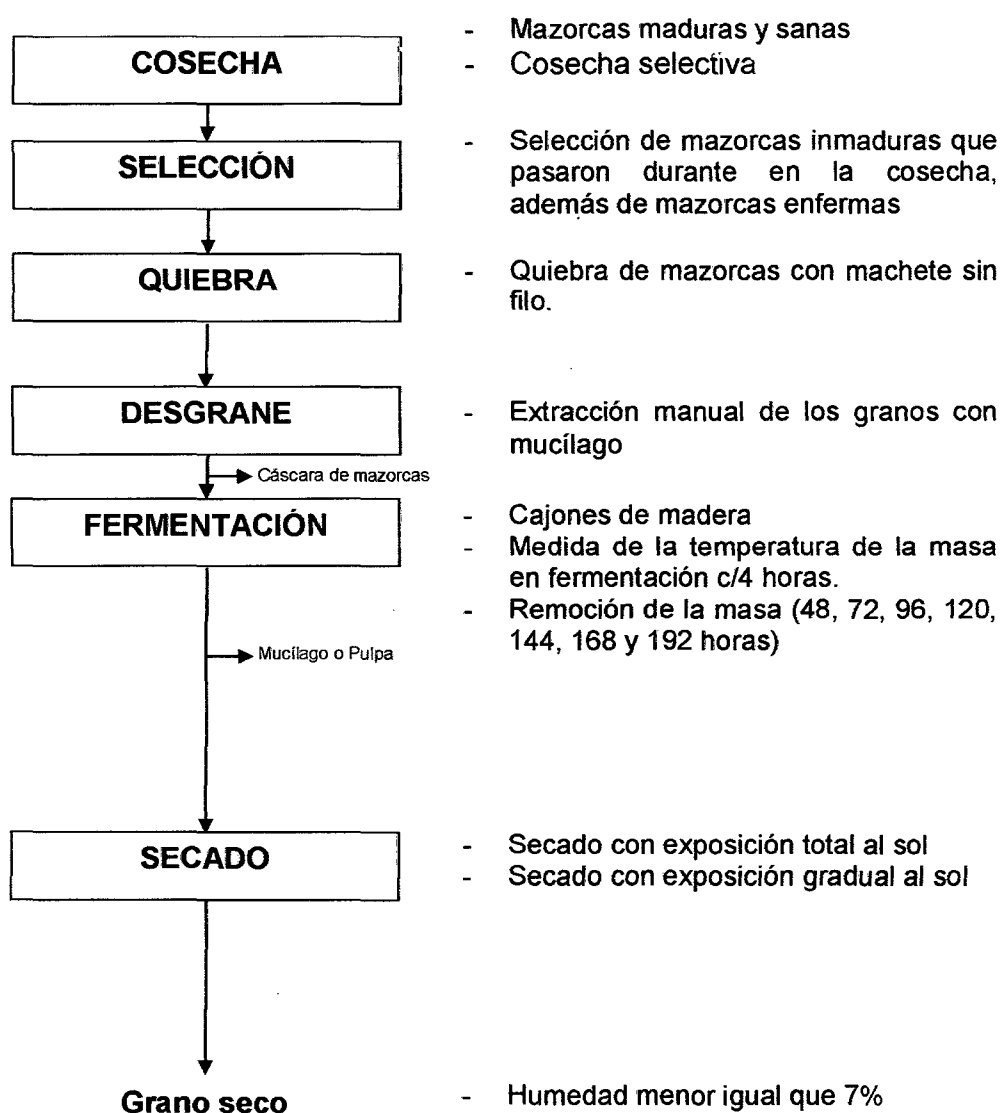 COSECHA
- Mazorcas maduras y sanas
- Cosecha selectiva
SELECCIÓN
- Selección de mazorcas inmaduras que
pasaron durante en la cosecha,
además de mazorcas enfermas
QUIEBRA
- Quiebra de mazorcas con machete sin
filo.
DESGRANE
- Extracción manual de los granos con
mucílago
Cáscara de mazorcas
FERMENTACIÓN
- Cajones de madera
- Medida de la temperatura de la masa
en fermentación c/4 horas.
- Remoción de la masa (48, 72, 96, 120,
144, 168 y 192 horas)
Mucílago o Pulpa
SECADO
- Secado con exposición total al sol
- Secado con exposición gradual al sol
Grano seco
- Humedad menor igual que 7%